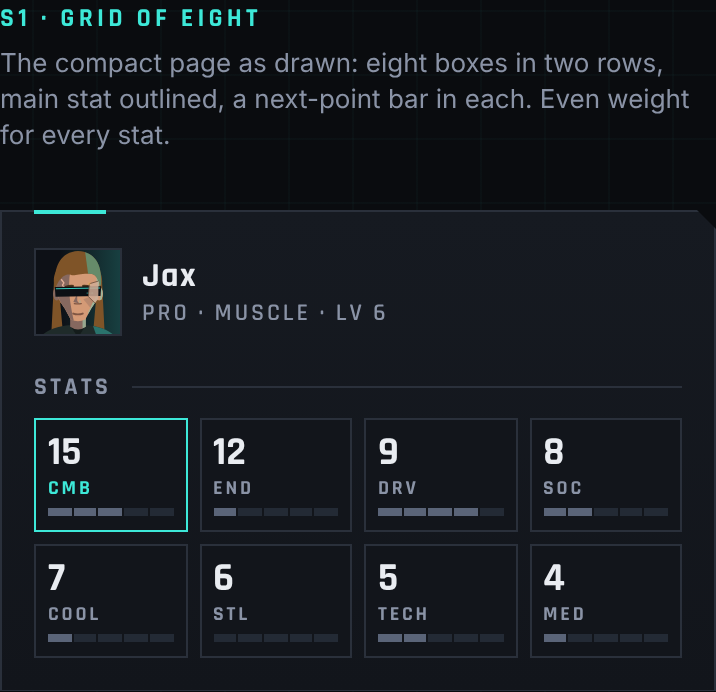 S1 · GRID OF EIGHT
The compact page as drawn: eight boxes in two rows,
main stat outlined, a next-point bar in each. Even weight
for every stat.
Jax
PRO · MUSCLE · LV 6
STATS
15
CMB
12
END
9
DRV
8
SOC
7
COOL
6
STL
5
TECH
4
MED